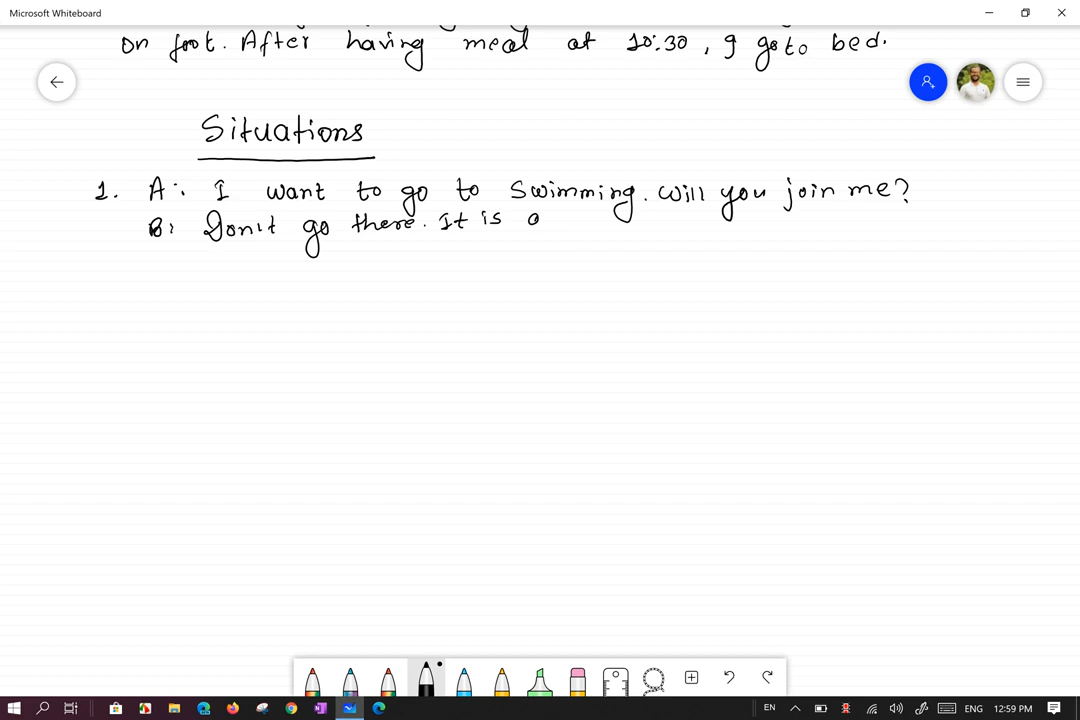 Microsoft Whiteboard
on foot. After having meal at 10:30, I go to bed.
Situations
1. A: I want to go to swimming. Will you join me?
B: Don't go there. It is
EN
ENG 12:59 PM